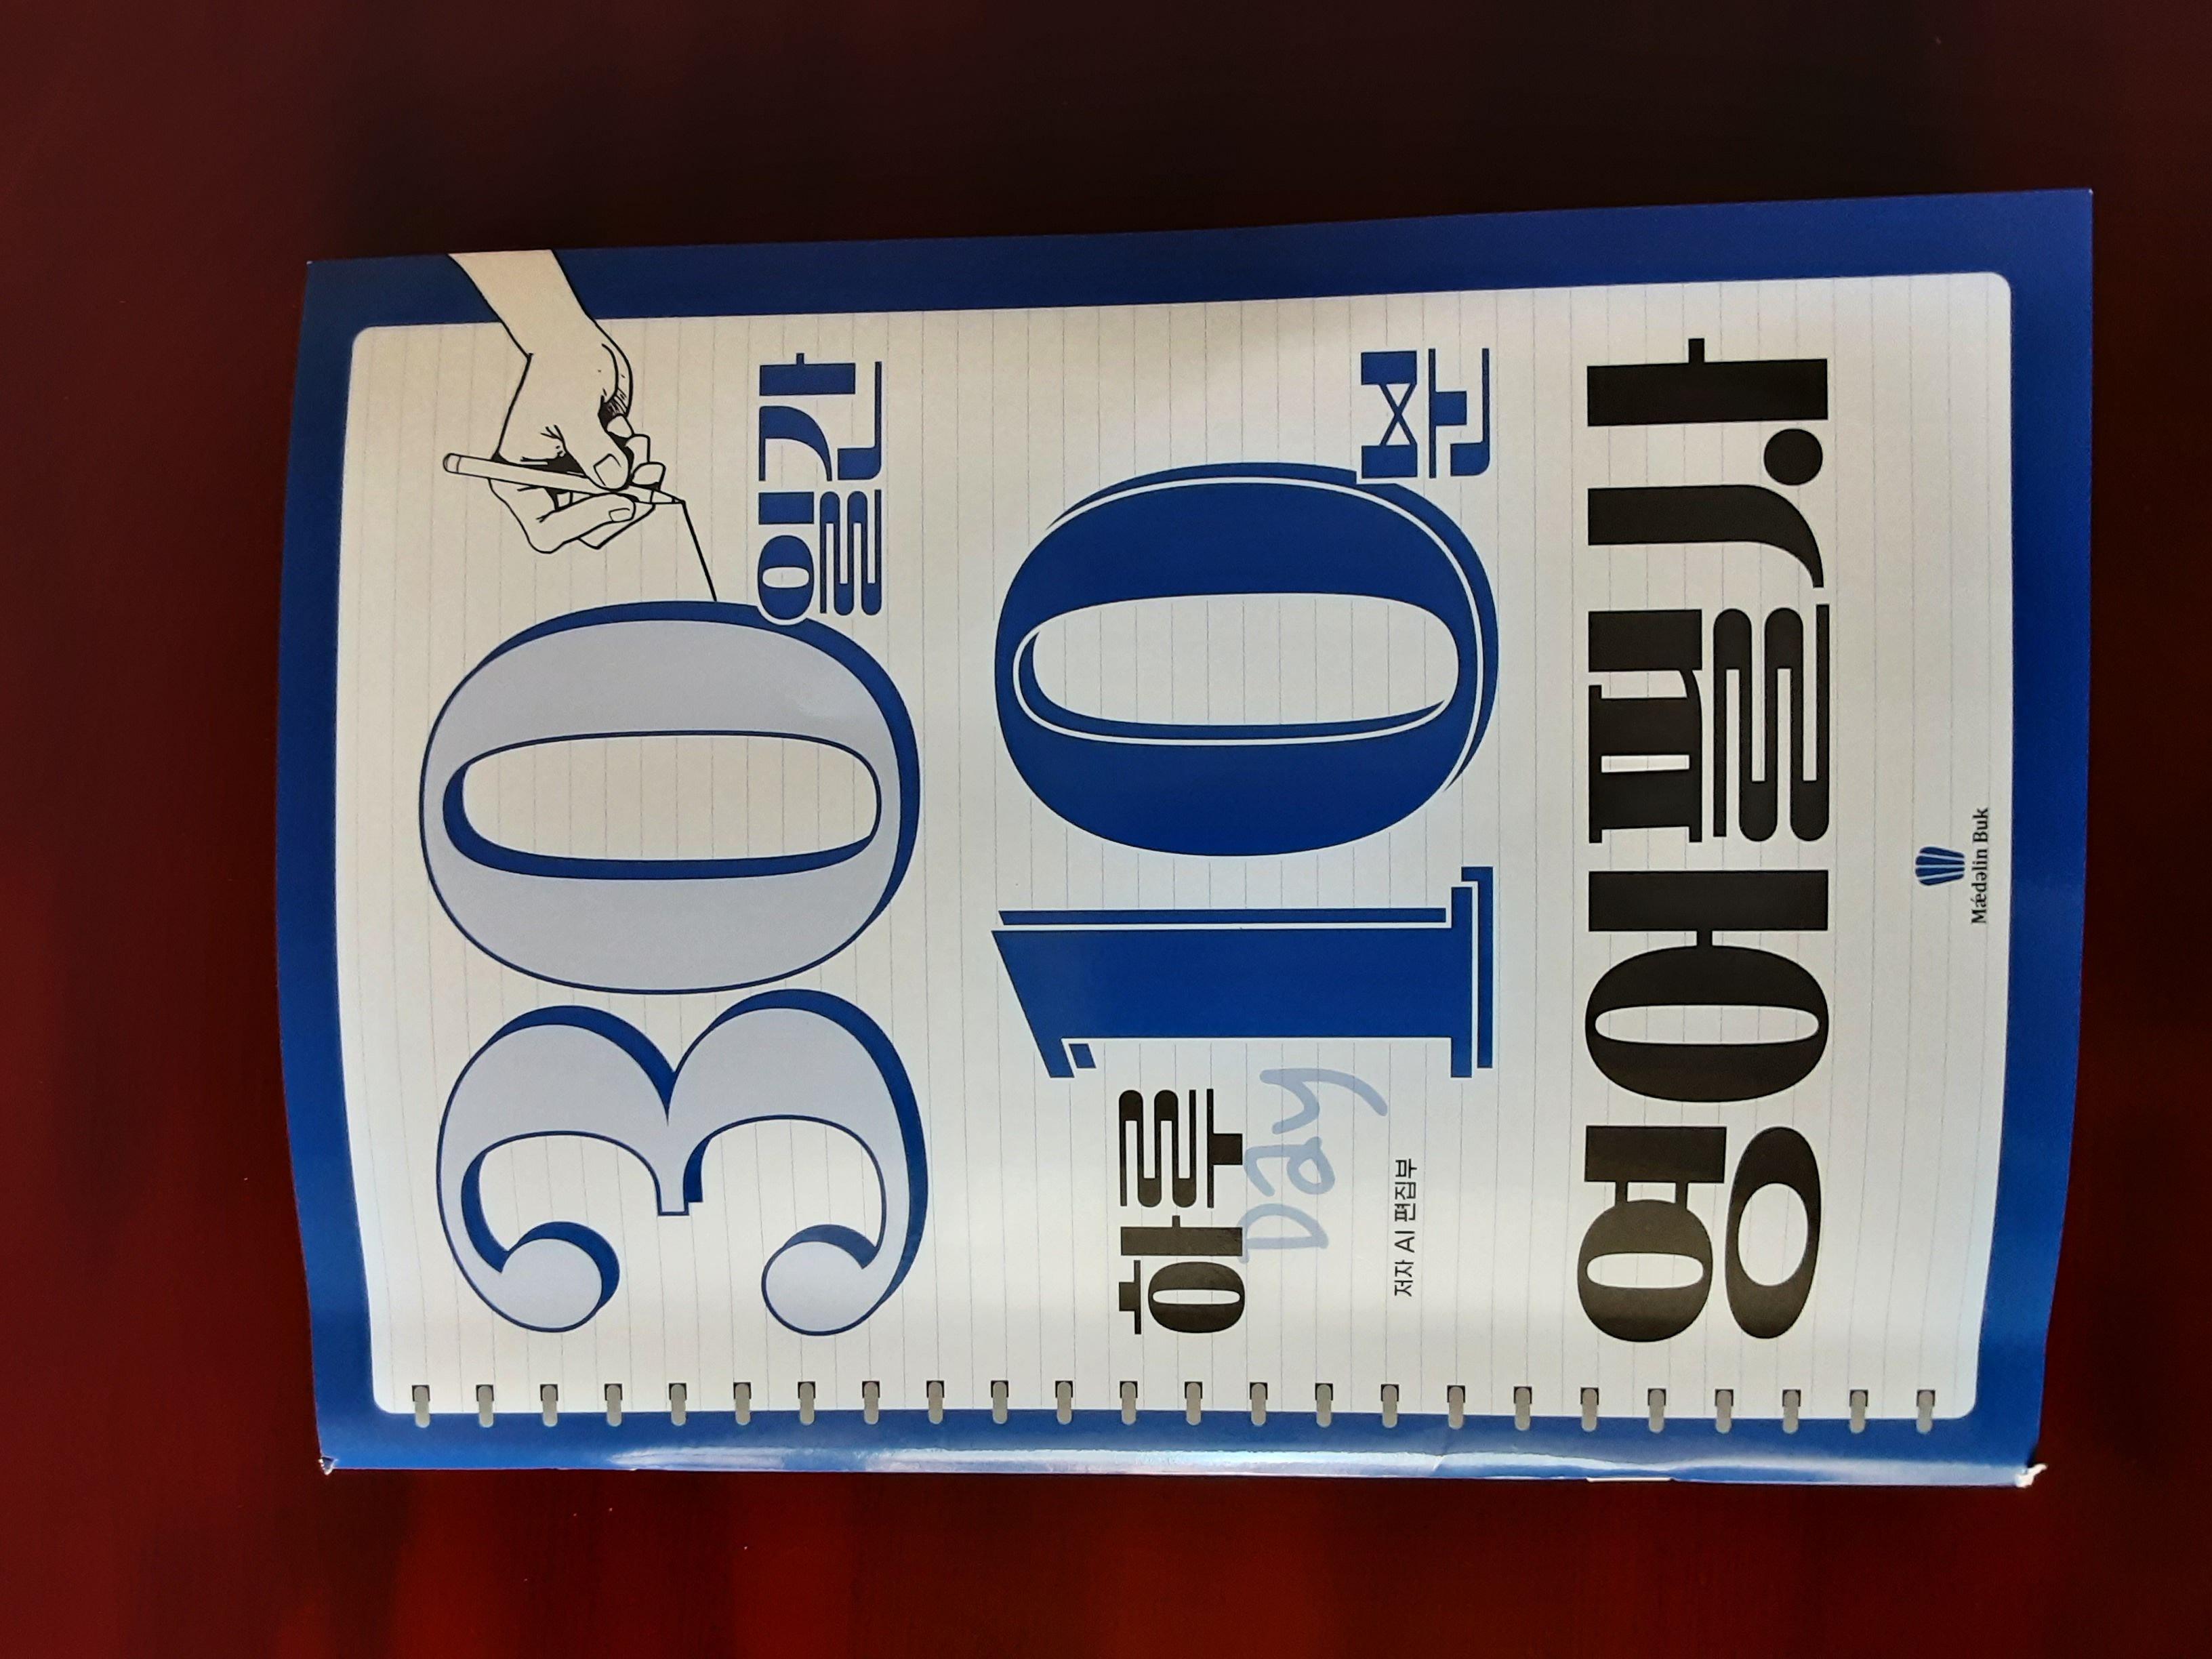 30일간
하루 10분
Day
저자 AI 편집부
영어필사
Mǽdəlin Buk